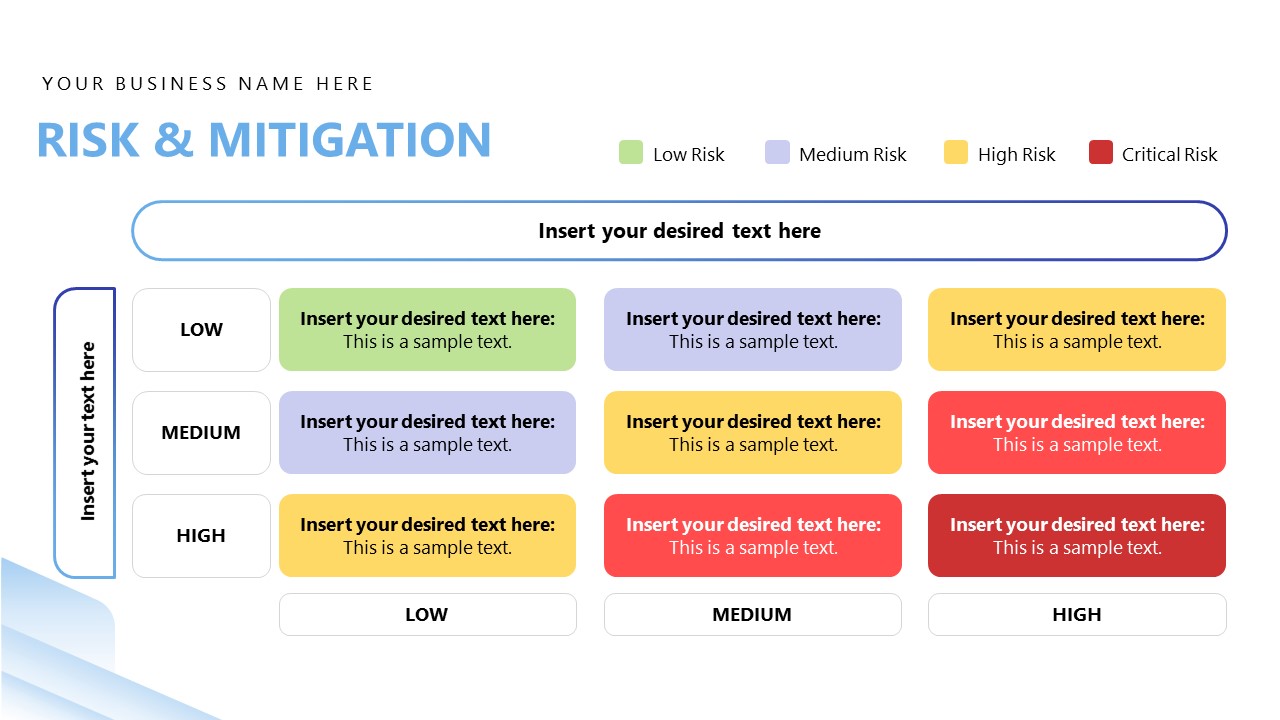 YOUR BUSINESS NAME HERE
RISK & MITIGATION
Low Risk
Medium Risk
High Risk
Critical Risk
Insert your desired text here
Insert your text here
LOW
Insert your desired text here:
This is a sample text.
Insert your desired text here:
This is a sample text.
Insert your desired text here:
This is a sample text.
MEDIUM
Insert your desired text here:
This is a sample text.
Insert your desired text here:
This is a sample text.
Insert your desired text here:
This is a sample text.
HIGH
Insert your desired text here:
This is a sample text.
Insert your desired text here:
This is a sample text.
Insert your desired text here:
This is a sample text.
LOW
MEDIUM
HIGH